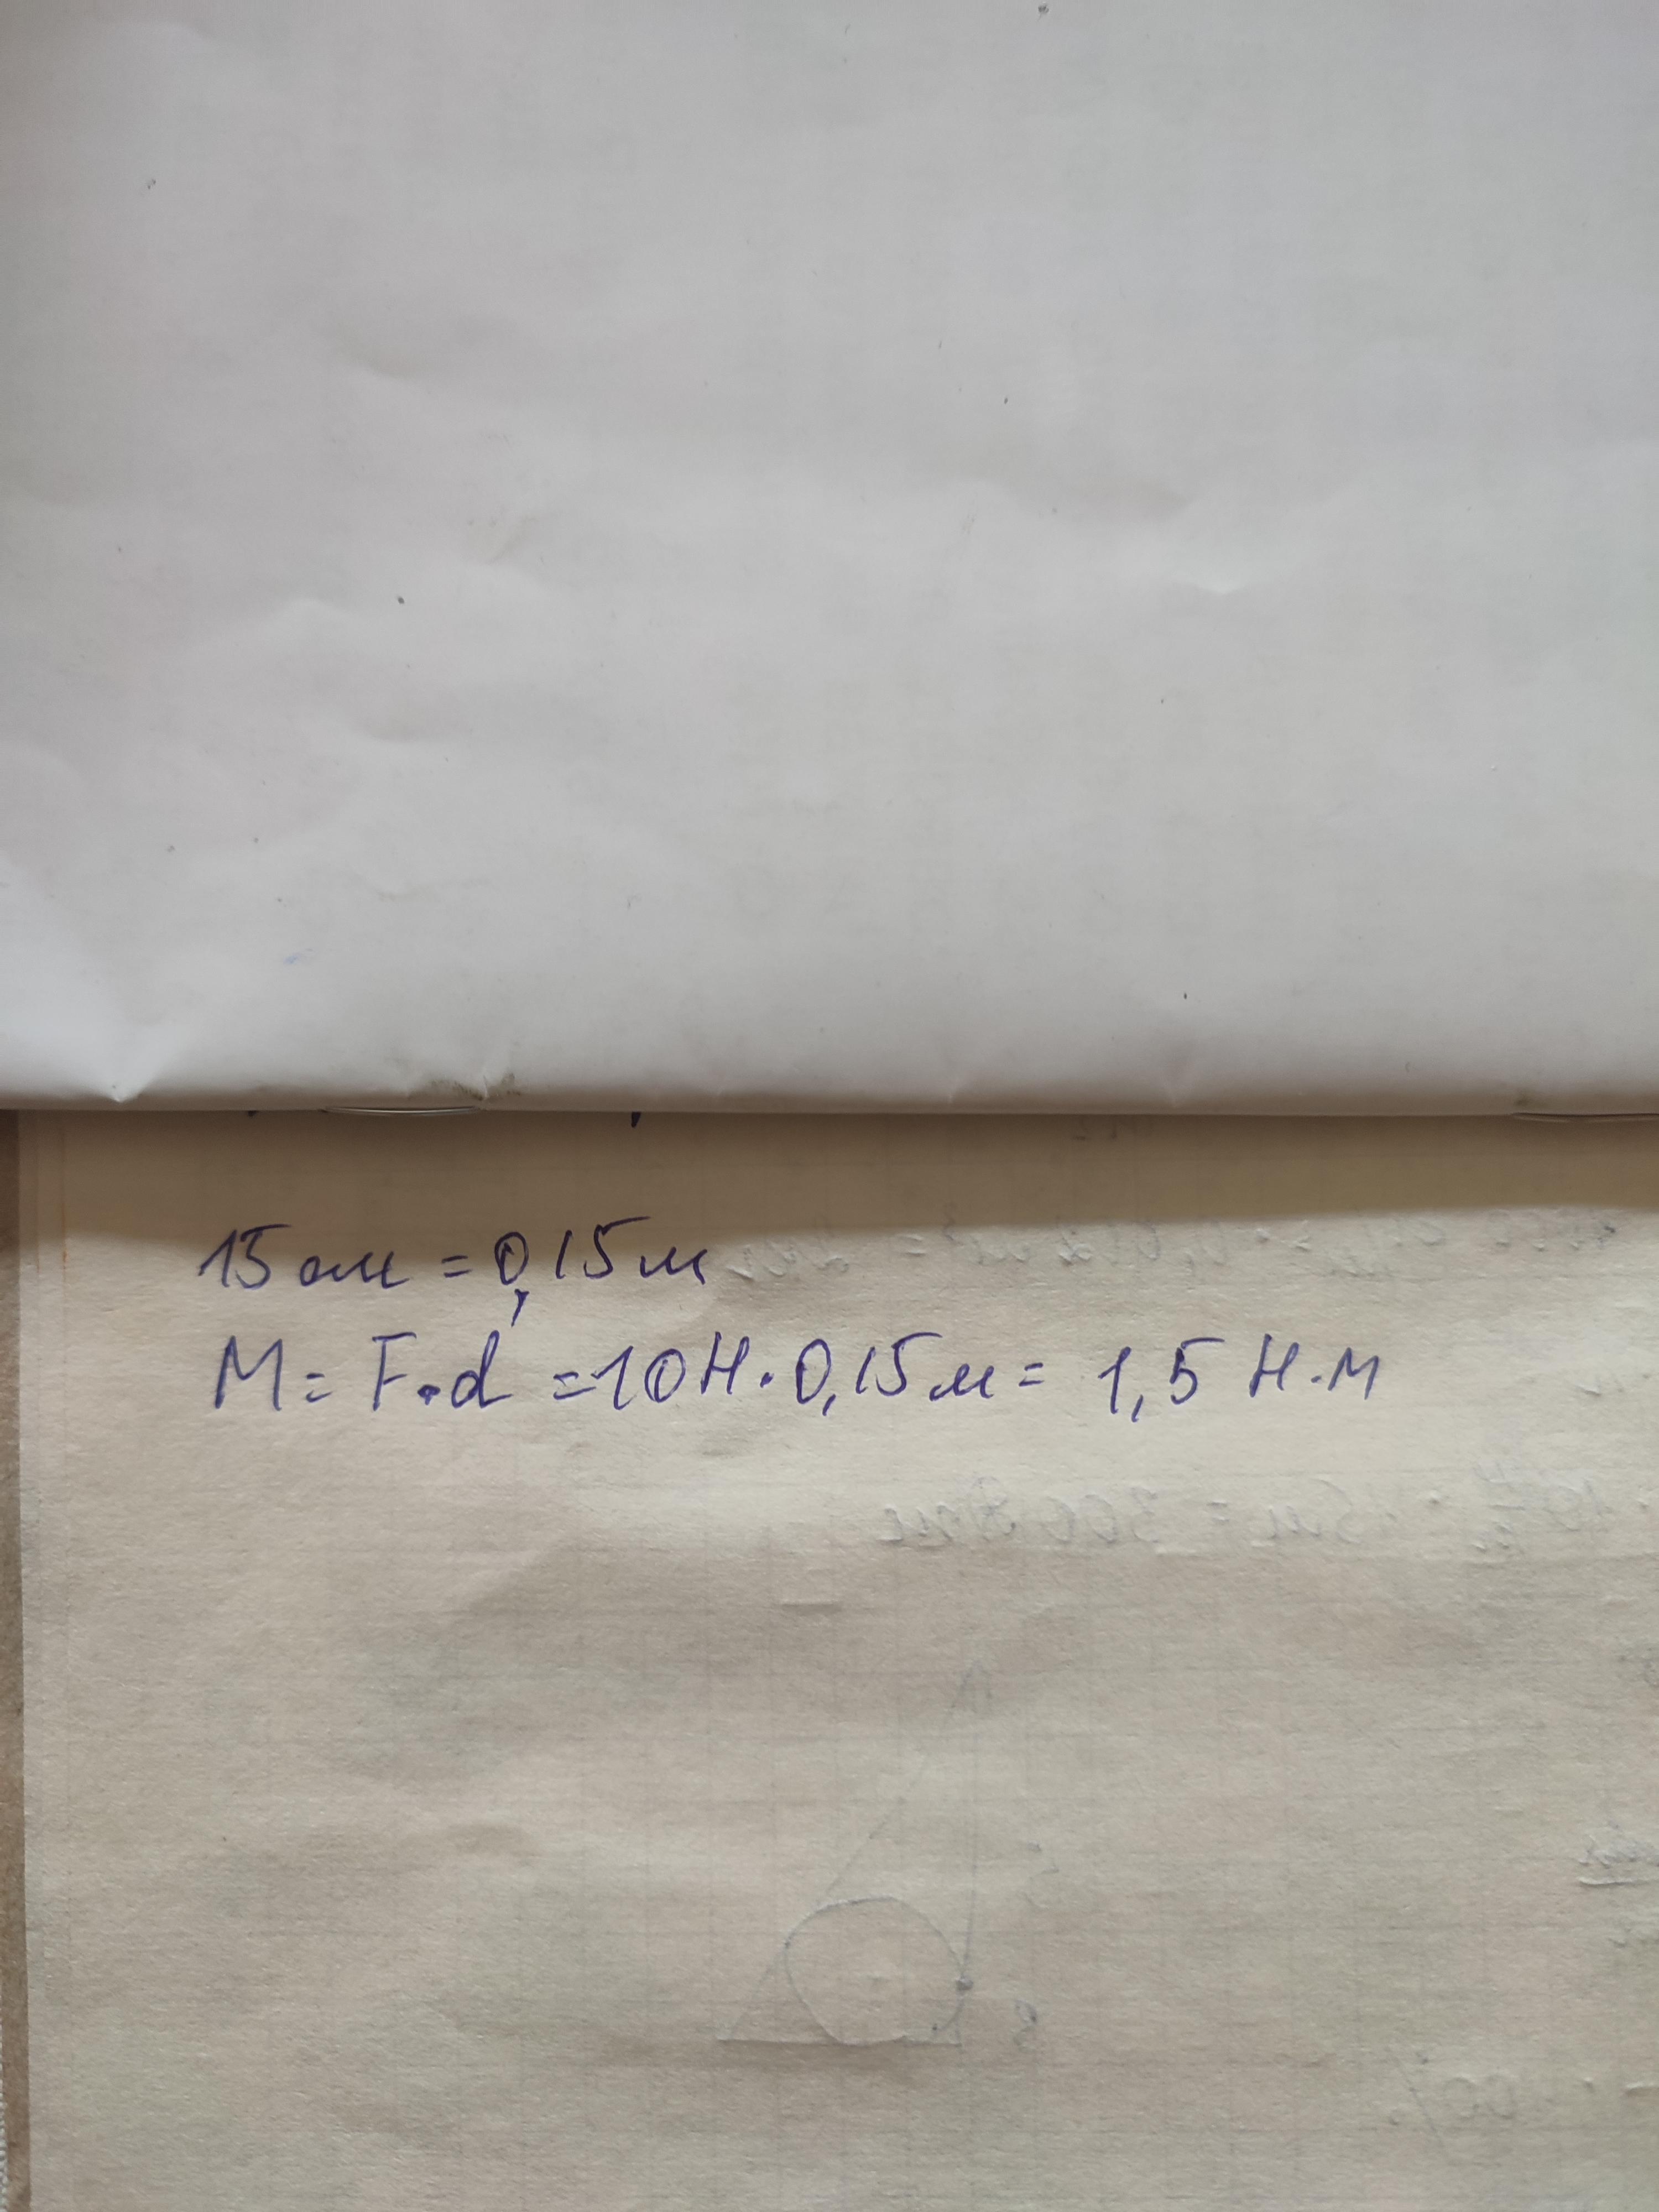 15 см = 0,15 м
M = F · d = 10 Н · 0,15 м = 1,5 Н · м